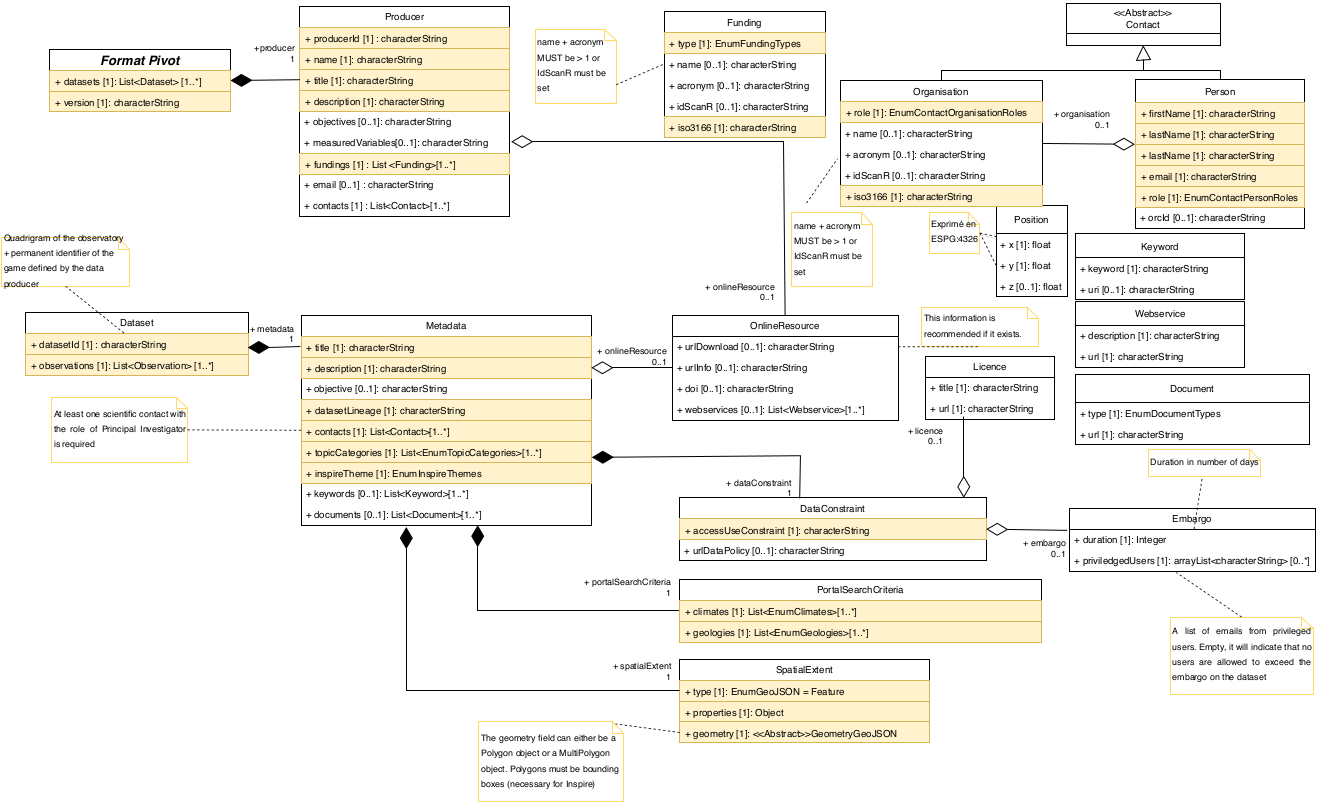 Format Pivot
+ datasets [1]: List<Dataset> [1..*]
+ version [1]: characterString
+producer
1
Producer
+ producerId [1] : characterString
+ name [1]: characterString
+ title [1]: characterString
+ description [1]: characterString
+ objectives [0..1]: characterString
+ measuredVariables[0..1]: characterString
+ fundings [1] : List <Funding>[1..*]
+ email [0..1] : characterString
+ contacts [1] : List<Contact>[1..*]
name + acronym
MUST be > 1 or
IdScanR must be
set
Funding
+ type [1]: EnumFundingTypes
+ name [0..1]: characterString
+ acronym [0..1]: characterString
+ idScanR [0..1]: characterString
+ iso3166 [1]: characterString
<<Abstract>>
Contact
Organisation
+ role [1]: EnumContactOrganisationRoles
+ name [0..1]: characterString
+ acronym [0..1]: characterString
+ idScanR [0..1]: characterString
+ iso3166 [1]: characterString
+ organisation
0..1
Person
+ firstName [1]: characterString
+ lastName [1]: characterString
+ lastName [1]: characterString
+ email [1]: characterString
+ role [1]: EnumContactPersonRoles
+ orcId [0..1]: characterString
name + acronym
MUST be > 1 or
IdScanR must be
set
Exprimé en
ESPG:4326
Position
+ x [1]: float
+ y [1]: float
+ z [0..1]: float
Keyword
+ keyword [1]: characterString
+ uri [0..1]: characterString
Webservice
+ description [1]: characterString
+ url [1]: characterString
Document
+ type [1]: EnumDocumentTypes
+ url [1]: characterString
Quadrigram of the observatory
+ permanent identifier of the
game defined by the data
producer
Dataset
+ datasetId [1] : characterString
+ observations [1]: List<Observation> [1..*]
+ metadata
1
At least one scientific contact with
the role of Principal Investigator
is required
Metadata
+ title [1]: characterString
+ description [1]: characterString
+ objective [0..1]: characterString
+ datasetLineage [1]: characterString
+ contacts [1]: List<Contact>[1..*]
+ topicCategories [1]: List<EnumTopicCategories>[1..*]
+ inspireTheme [1]: EnumInspireThemes
+ keywords [0..1]: List<Keyword>[1..*]
+ documents [0..1]: List<Document>[1..*]
+ onlineResource
0..1
+ onlineResource
0..1
OnlineResource
+ urlDownload [0..1]: characterString
+ urlInfo [0..1]: characterString
+ doi [0..1]: characterString
+ webservices [0..1]: List<Webservice>[1..*]
This information is
recommended if it exists.
Licence
+ title [1]: characterString
+ url [1]: characterString
+ licence
0..1
+ dataConstraint
1
DataConstraint
+ accessUseConstraint [1]: characterString
+ urlDataPolicy [0..1]: characterString
Duration in number of days
+ embargo
0..1
Embargo
+ duration [1]: Integer
+ priviledgedUsers [1]: arrayList<characterString> [0..*]
A list of emails from privileged
users. Empty, it will indicate that no
users are allowed to exceed the
embargo on the dataset
+ portalSearchCriteria
1
PortalSearchCriteria
+ climates [1]: List<EnumClimates>[1..*]
+ geologies [1]: List<EnumGeologies>[1..*]
+ spatialExtent
1
SpatialExtent
+ type [1]: EnumGeoJSON = Feature
+ properties [1]: Object
+ geometry [1]: <<Abstract>>GeometryGeoJSON
The geometry field can either be a
Polygon object or a MultiPolygon
object. Polygons must be bounding
boxes (necessary for Inspire)